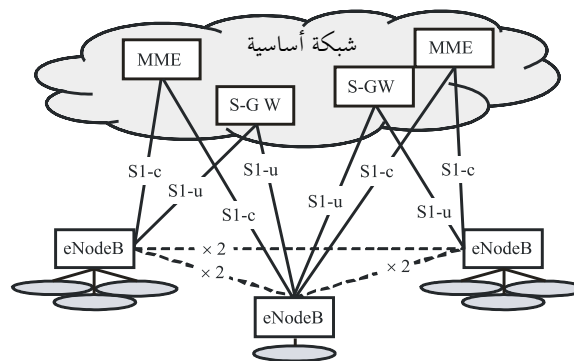 شبكة أساسية
MME
MME
S-G W
S-GW
S1-c
S1-u
S1-u
S1-c
S1-u
S1-c
S1-u
S1-c
eNodeB
× 2
× 2
× 2
eNodeB
eNodeB